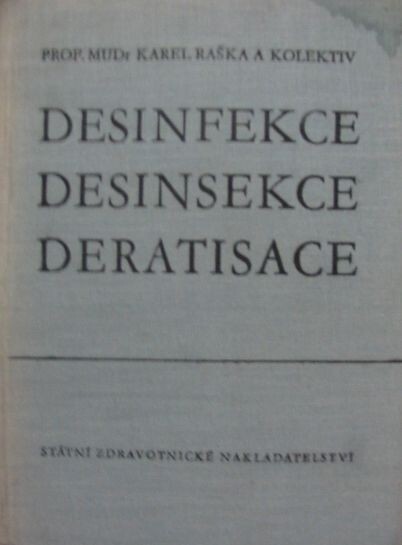 PROF. MUDr KAREL RAŠKA A KOLEKTIV
DESINFEKCE
DESINSEKCE
DERATISACE
STÁTNÍ ZDRAVOTNICKÉ NAKLADATELSTVÍ